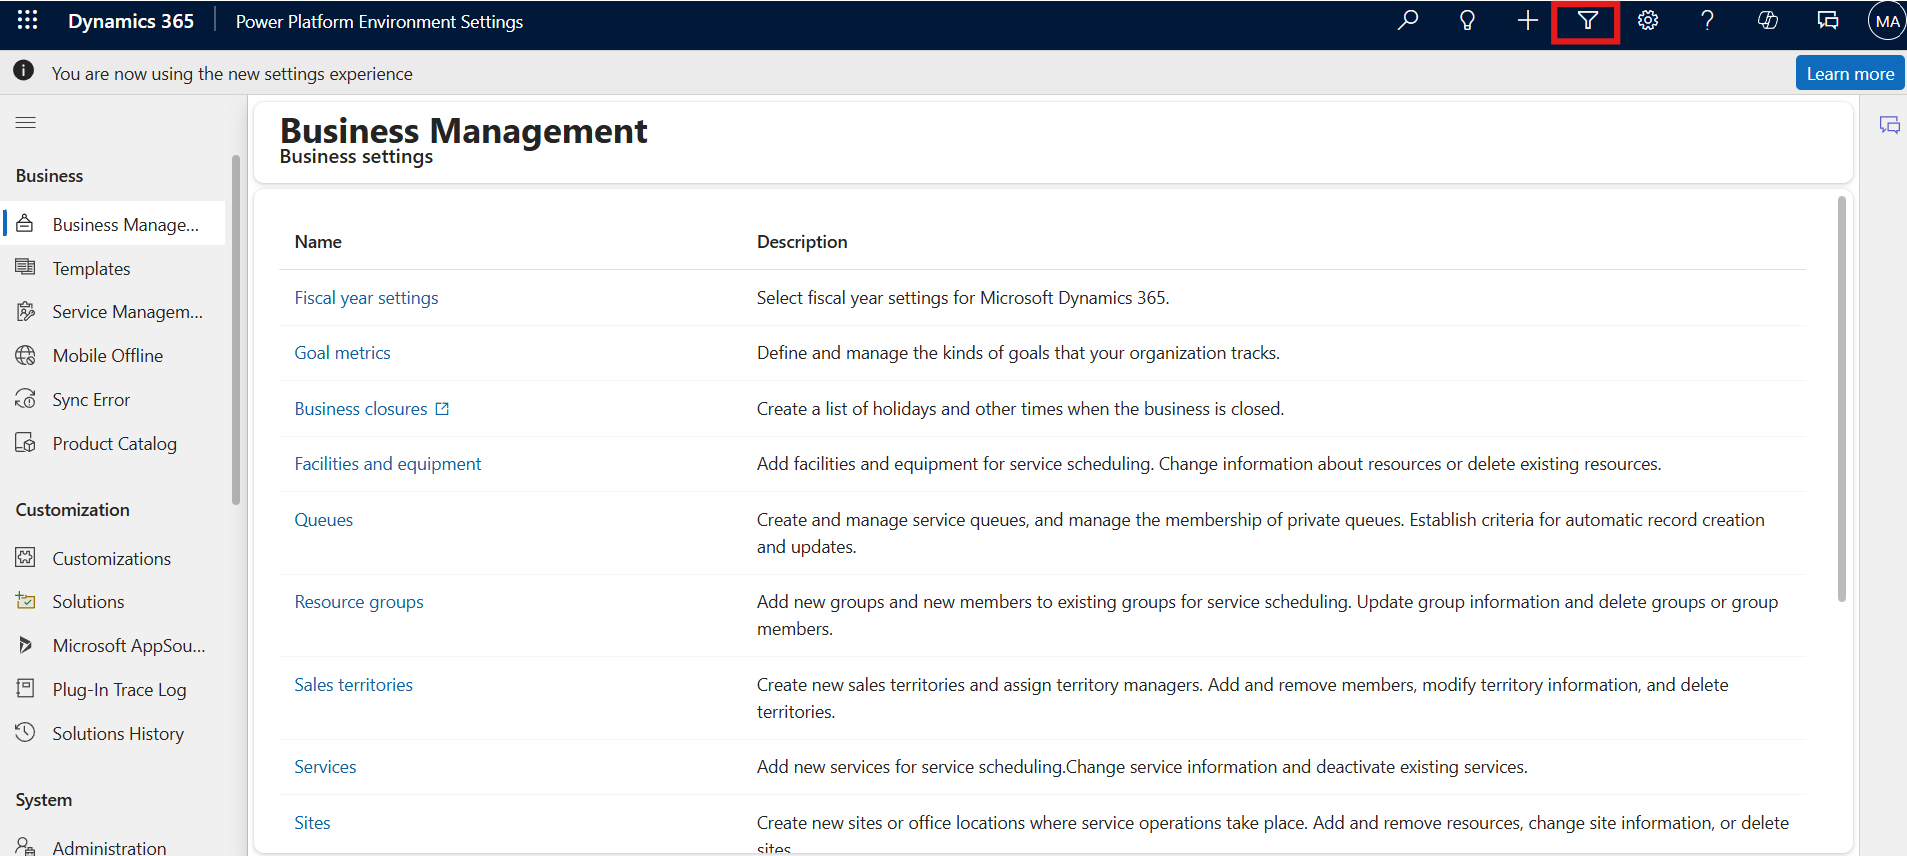 Dynamics 365
Power Platform Environment Settings
MA
You are now using the new settings experience
Learn more
Business
Business Manage...
Templates
Service Managem...
Mobile Offline
Sync Error
Product Catalog
Customization
Customizations
Solutions
Microsoft AppSou...
Plug-In Trace Log
Solutions History
System
Administration
Business Management
Business settings
Name Description
Fiscal year settings Select fiscal year settings for Microsoft Dynamics 365.
Goal metrics Define and manage the kinds of goals that your organization tracks.
Business closures Create a list of holidays and other times when the business is closed.
Facilities and equipment Add facilities and equipment for service scheduling. Change information about resources or delete existing resources.
Queues Create and manage service queues, and manage the membership of private queues. Establish criteria for automatic record creation
and updates.
Resource groups Add new groups and new members to existing groups for service scheduling. Update group information and delete groups or group
members.
Sales territories Create new sales territories and assign territory managers. Add and remove members, modify territory information, and delete
territories.
Services Add new services for service scheduling.Change service information and deactivate existing services.
Sites Create new sites or office locations where service operations take place. Add and remove resources, change site information, or delete
sites.